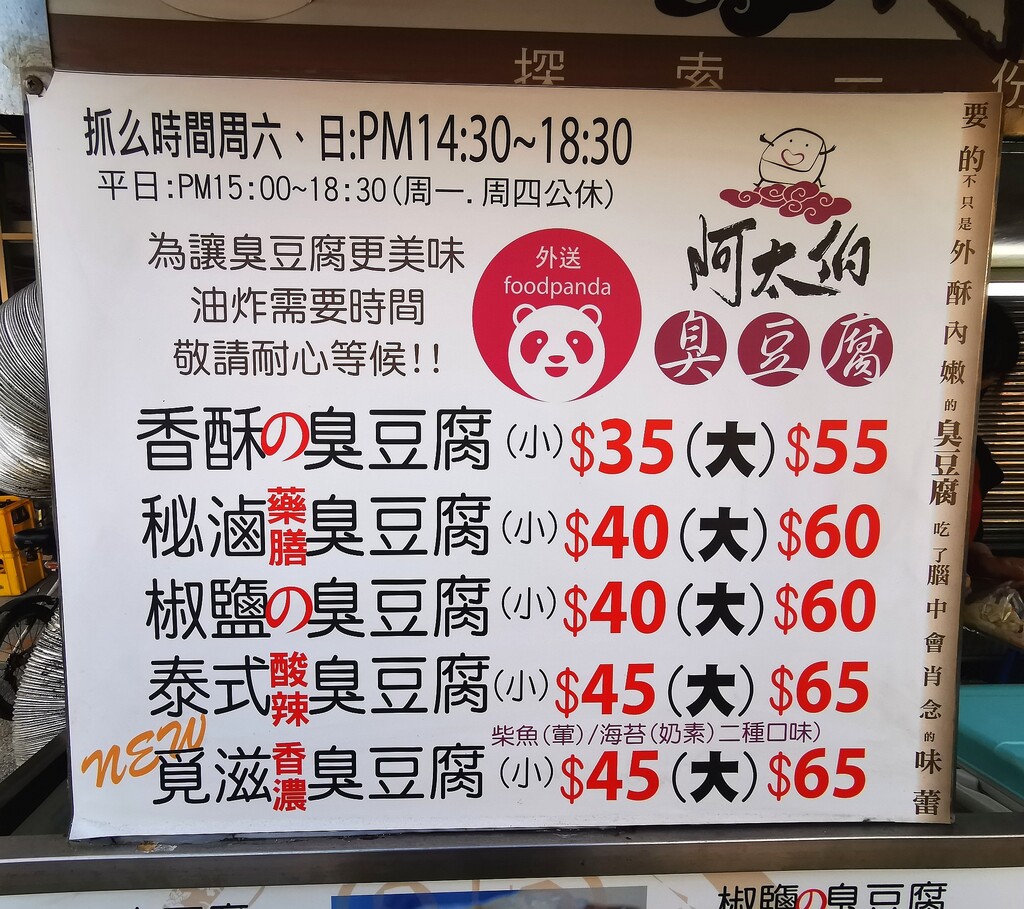 探索一份
抓么時間周六、日:PM14:30~18:30
平日:PM15:00~18:30(周一.周四公休)
為讓臭豆腐更美味
油炸需要時間
敬請耐心等候!!
外送
foodpanda
阿太伯
臭豆腐
香酥の臭豆腐(小)$35(大)$55
秘滷藥膳臭豆腐(小)$40(大)$60
椒鹽の臭豆腐(小)$40(大)$60
泰式酸辣臭豆腐(小)$45(大)$65
柴魚(葷)/海苔(奶素)二種口味)
NEW覓滋香濃臭豆腐(小)$45(大)$65
要的不只是外酥內嫩的臭豆腐吃了腦中會肖念的味蕾
椒鹽の臭豆腐